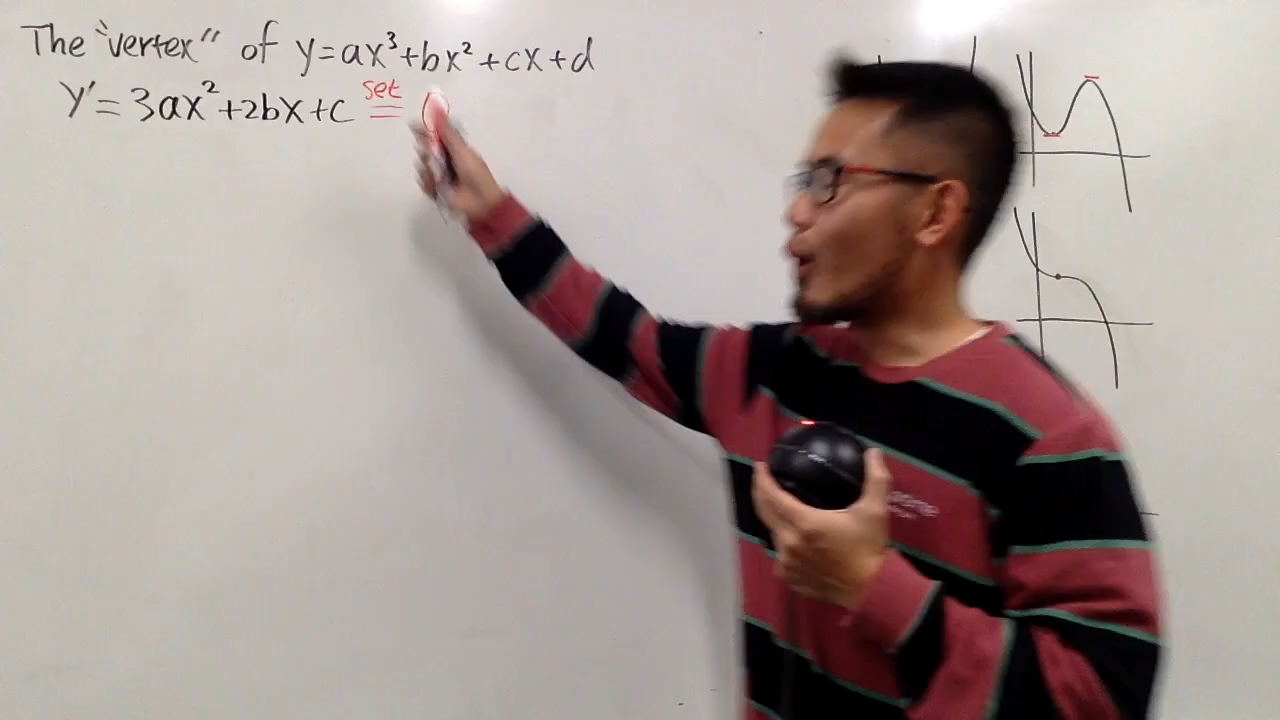 The "vertex" of y=ax³+bx²+cx+d
y'=3ax²+2bx+c set= 0